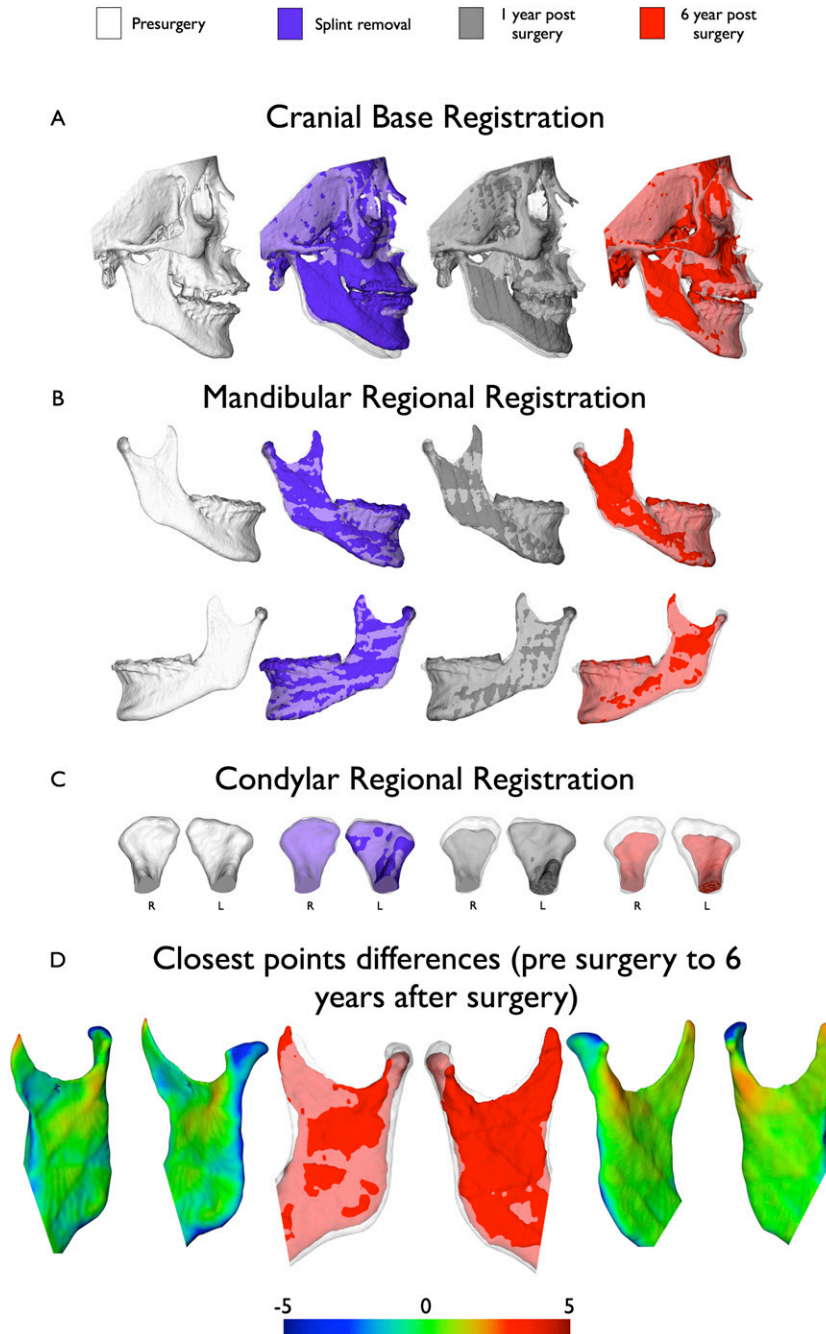 Presurgery
Splint removal
1 year post
surgery
6 year post
surgery
A
Cranial Base Registration
B
Mandibular Regional Registration
C
Condylar Regional Registration
R L R L R L R L
D
Closest points differences (pre surgery to 6
years after surgery)
-5 0 5